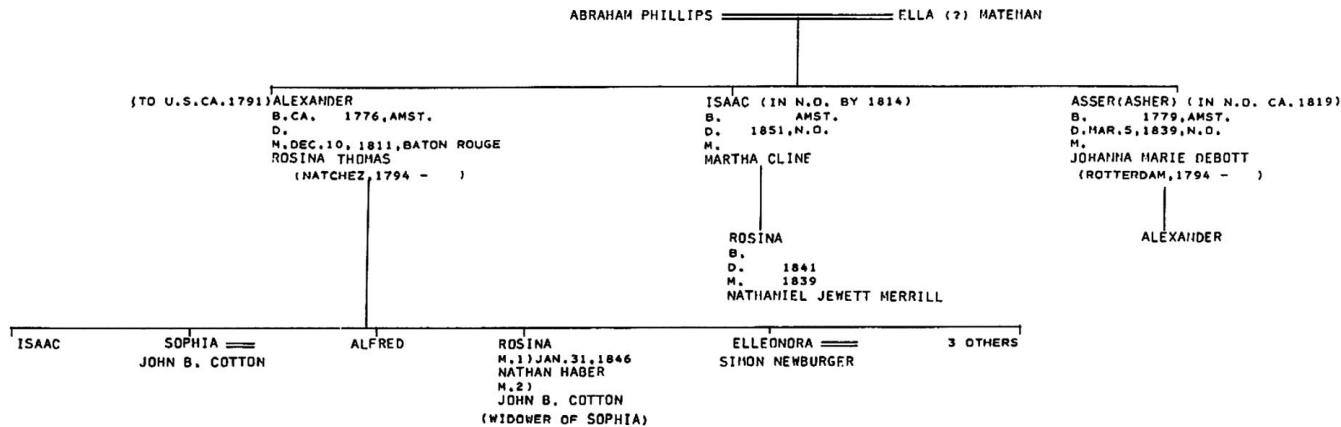 ABRAHAM PHILLIPS ELLA (?) MATEMAN
(TO U.S.CA.1791) ALEXANDER
B.CA. 1776,AMST.
D.
M.DEC.10, 1811,BATON ROUGE
ROSINA THOMAS
(NATCHEZ,1794 - )
ISAAC (IN N.O. BY 1814)
B. AMST.
D. 1851,N.O.
M.
MARTHA CLINE
ASSER(ASHER) (IN N.O. CA.1819)
B. 1779,AMST.
D.MAR.5,1839,N.O.
M.
JOHANNA MARIE DEBOTT
(ROTTERDAM,1794 - )
ROSINA
B.
D. 1841
M. 1839
NATHANIEL JEWETT MERRILL
ALEXANDER
ISAAC
SOPHIA
JOHN B. COTTON
ALFRED
ROSINA
M.1)JAN.31,1846
NATHAN HABER
M.2)
JOHN B. COTTON
(WIDOWER OF SOPHIA)
ELLEONORA
SIMON NEWBURGER
3 OTHERS